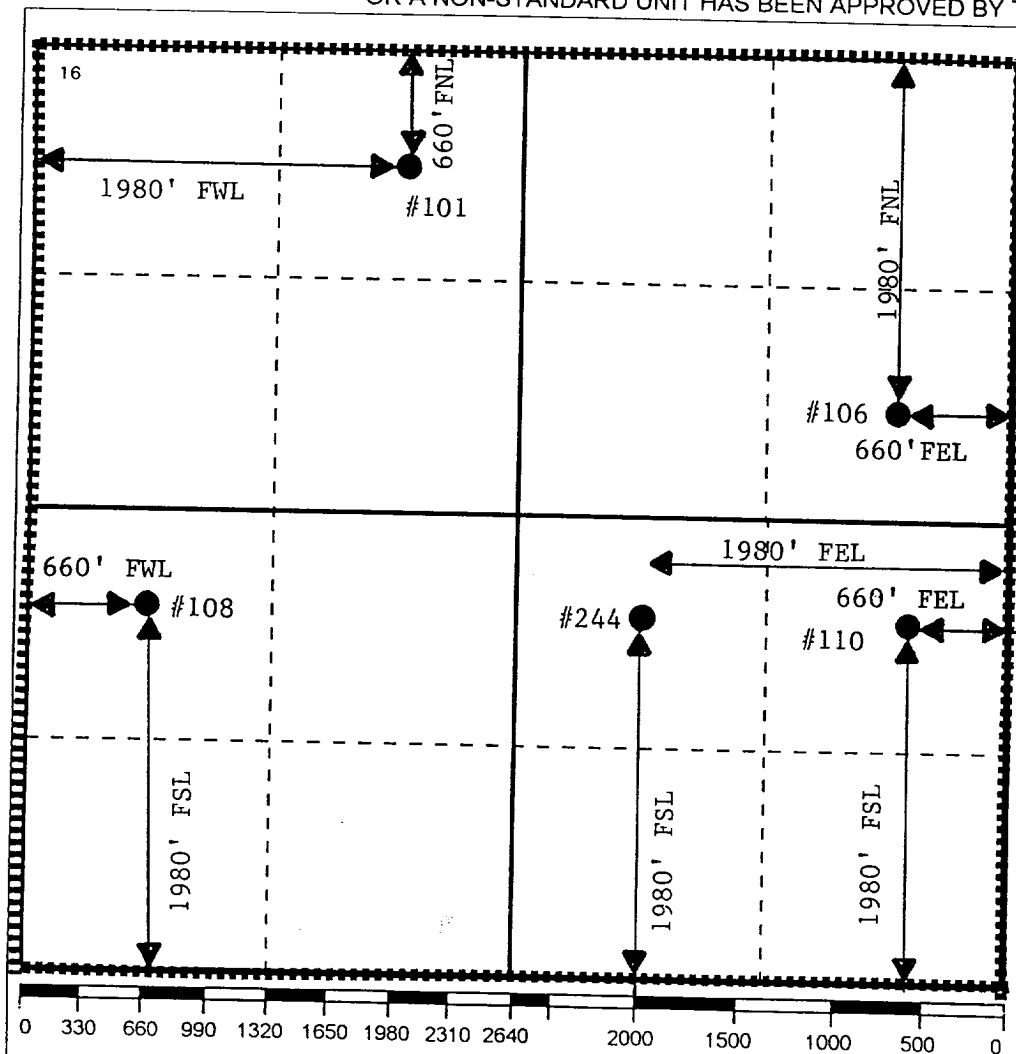 OR A NON-STANDARD UNIT HAS BEEN APPROVED BY
16
660' FNL
1980' FWL
#101
1980' FNL
#106
660' FEL
1980' FEL
660' FWL
#108
#244
660' FEL
#110
1980' FSL
1980' FSL
1980' FSL
0 330 660 990 1320 1650 1980 2310 2640 2000 1500 1000 500 0